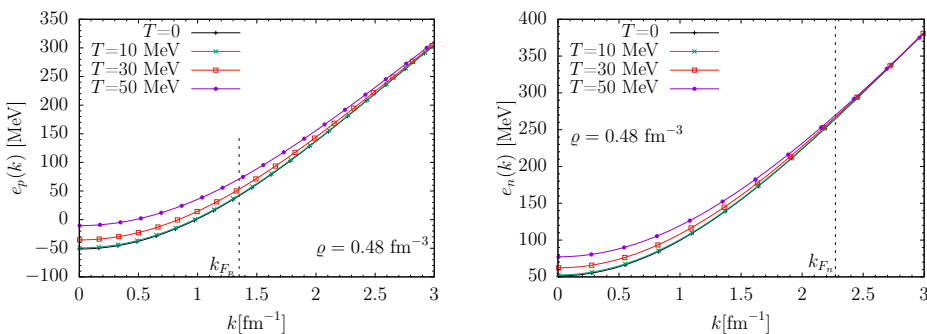 350
300
250
200
150
100
50
0
−50
−100
e_p(k) [MeV]
T=0
T=10 MeV
T=30 MeV
T=50 MeV
k_{F_p}
ϱ = 0.48 fm⁻³
0 0.5 1 1.5 2 2.5 3
k[fm⁻¹]
400
350
300
250
200
150
100
50
e_n(k) [MeV]
T=0
T=10 MeV
T=30 MeV
T=50 MeV
ϱ = 0.48 fm⁻³
k_{F_n}
0 0.5 1 1.5 2 2.5 3
k[fm⁻¹]